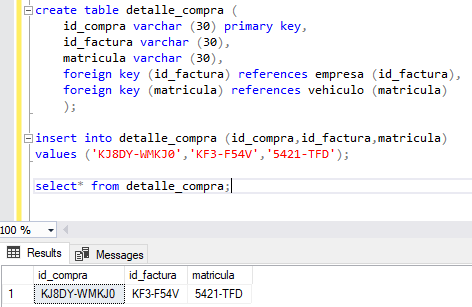 create table detalle_compra (
id_compra varchar (30) primary key,
id_factura varchar (30),
matricula varchar (30),
foreign key (id_factura) references empresa (id_factura),
foreign key (matricula) references vehiculo (matricula)
);
insert into detalle_compra (id_compra,id_factura,matricula)
values ('KJ8DY-WMKJ0','KF3-F54V','5421-TFD');
select* from detalle_compra;
100 %
Results Messages
id_compra id_factura matricula
1 KJ8DY-WMKJ0 KF3-F54V 5421-TFD